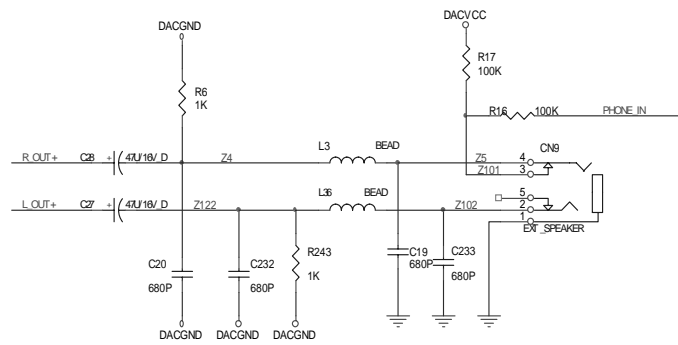 DACGND
DACVCC
R17
100K
R6
1K
R16 100K PHONE_IN
L3 BEAD
CN9
R_OUT+ C28 + 47U/16V_D Z4 Z5 4
Z101 3
L36 BEAD
5
L_OUT+ C27 + 47U/16V_D Z122 Z102 2
1
EXT_SPEAKER
R243
1K
C20
680P
C232
680P
C19
680P
C233
680P
DACGND DACGND DACGND